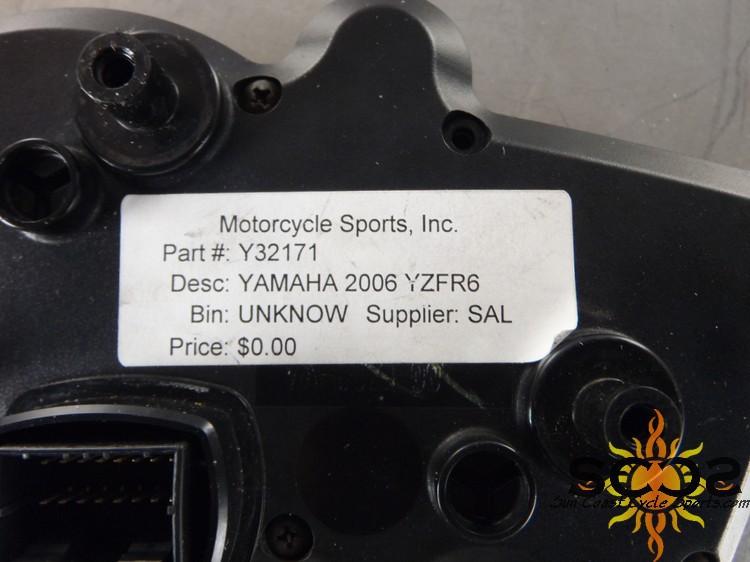 Motorcycle Sports, Inc.
Part #: Y32171
Desc: YAMAHA 2006 YZFR6
Bin: UNKNOW Supplier: SAL
Price: $0.00
SCCS
Sun Coast Cycle Sports.com